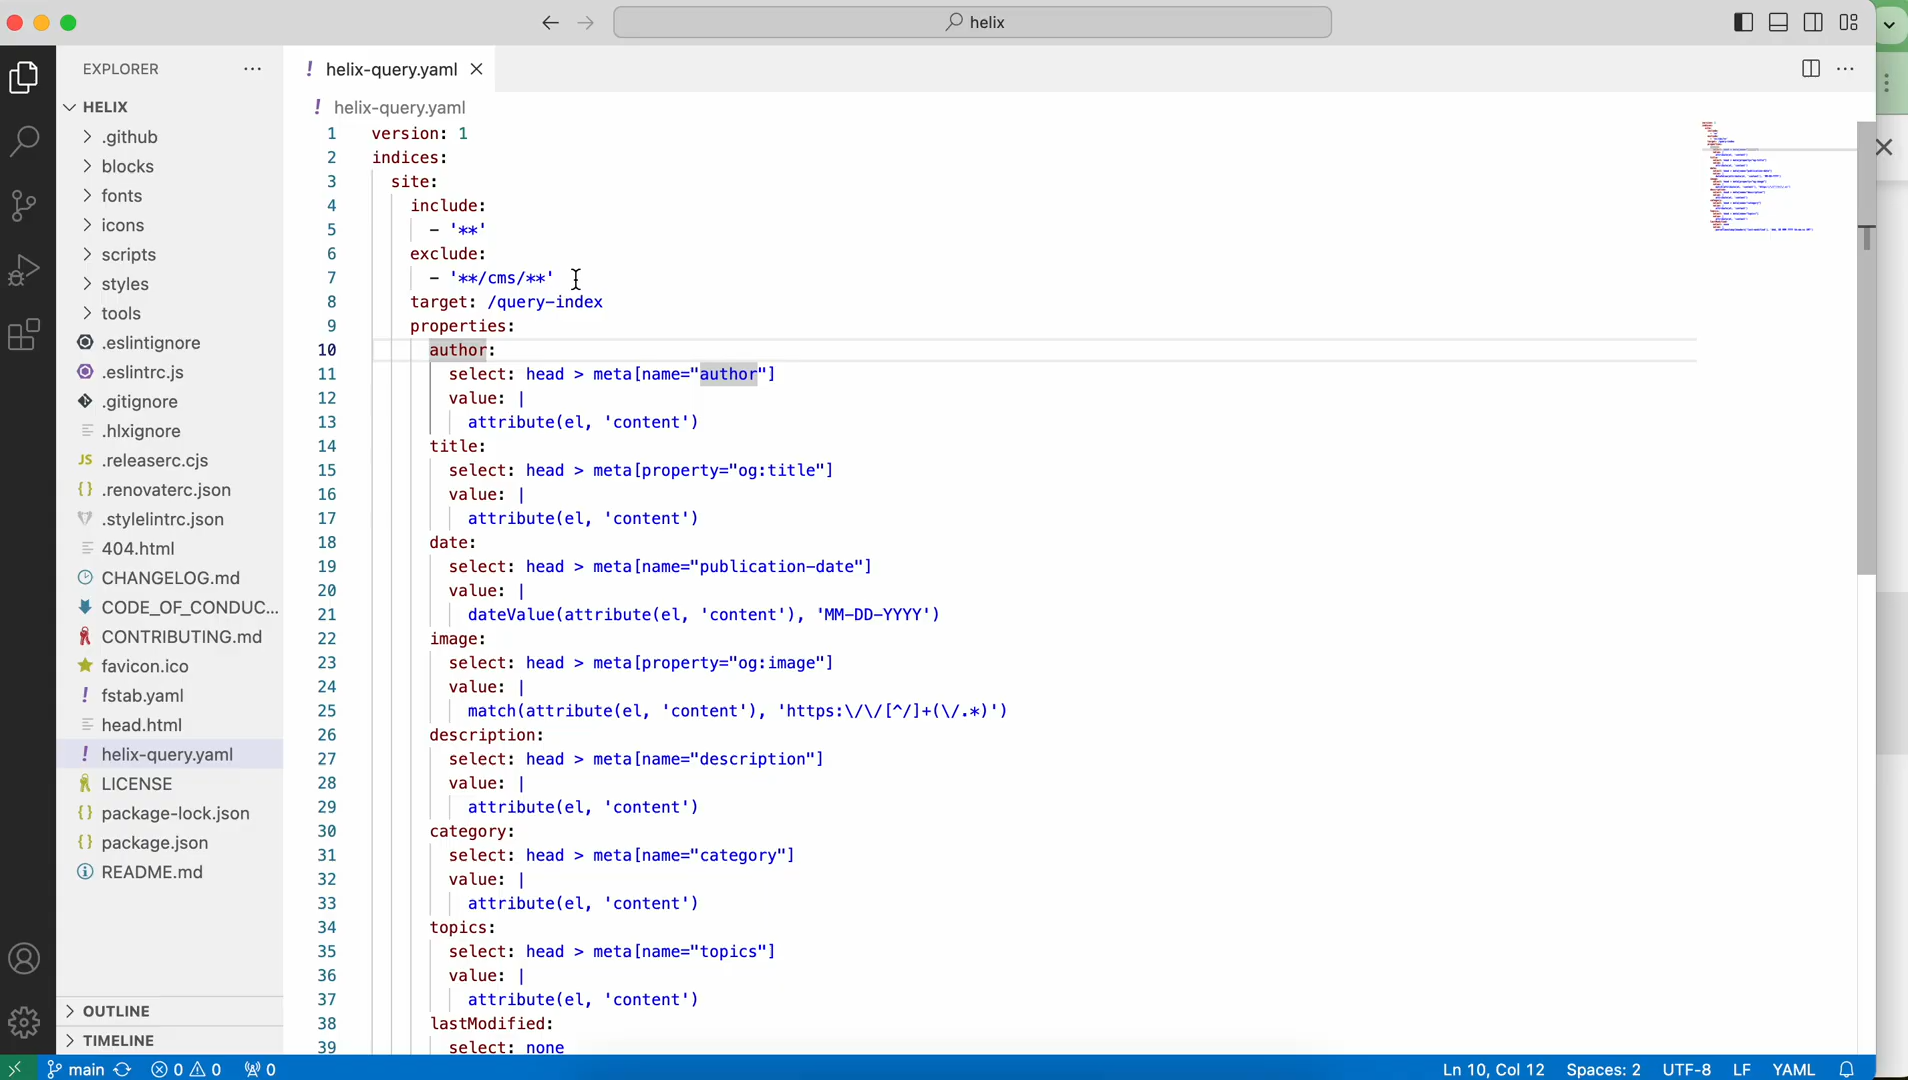 helix
EXPLORER
HELIX
.github
blocks
fonts
icons
scripts
styles
tools
.eslintignore
.eslintrc.js
.gitignore
.hlxignore
JS .releaserc.cjs
{} .renovaterc.json
.stylelintrc.json
404.html
CHANGELOG.md
CODE_OF_CONDUC...
CONTRIBUTING.md
favicon.ico
! fstab.yaml
head.html
! helix-query.yaml
LICENSE
{} package-lock.json
{} package.json
README.md
OUTLINE
TIMELINE
! helix-query.yaml
! helix-query.yaml
1 version: 1
2 indices:
3 site:
4 include:
5 - '**'
6 exclude:
7 - '**/cms/**'
8 target: /query-index
9 properties:
10 author:
11 select: head > meta[name="author"]
12 value: |
13 attribute(el, 'content')
14 title:
15 select: head > meta[property="og:title"]
16 value: |
17 attribute(el, 'content')
18 date:
19 select: head > meta[name="publication-date"]
20 value: |
21 dateValue(attribute(el, 'content'), 'MM-DD-YYYY')
22 image:
23 select: head > meta[property="og:image"]
24 value: |
25 match(attribute(el, 'content'), 'https:\/\/[^/]+(\/.*)')
26 description:
27 select: head > meta[name="description"]
28 value: |
29 attribute(el, 'content')
30 category:
31 select: head > meta[name="category"]
32 value: |
33 attribute(el, 'content')
34 topics:
35 select: head > meta[name="topics"]
36 value: |
37 attribute(el, 'content')
38 lastModified:
39 select: none
main 0 0 0 Ln 10, Col 12 Spaces: 2 UTF-8 LF YAML